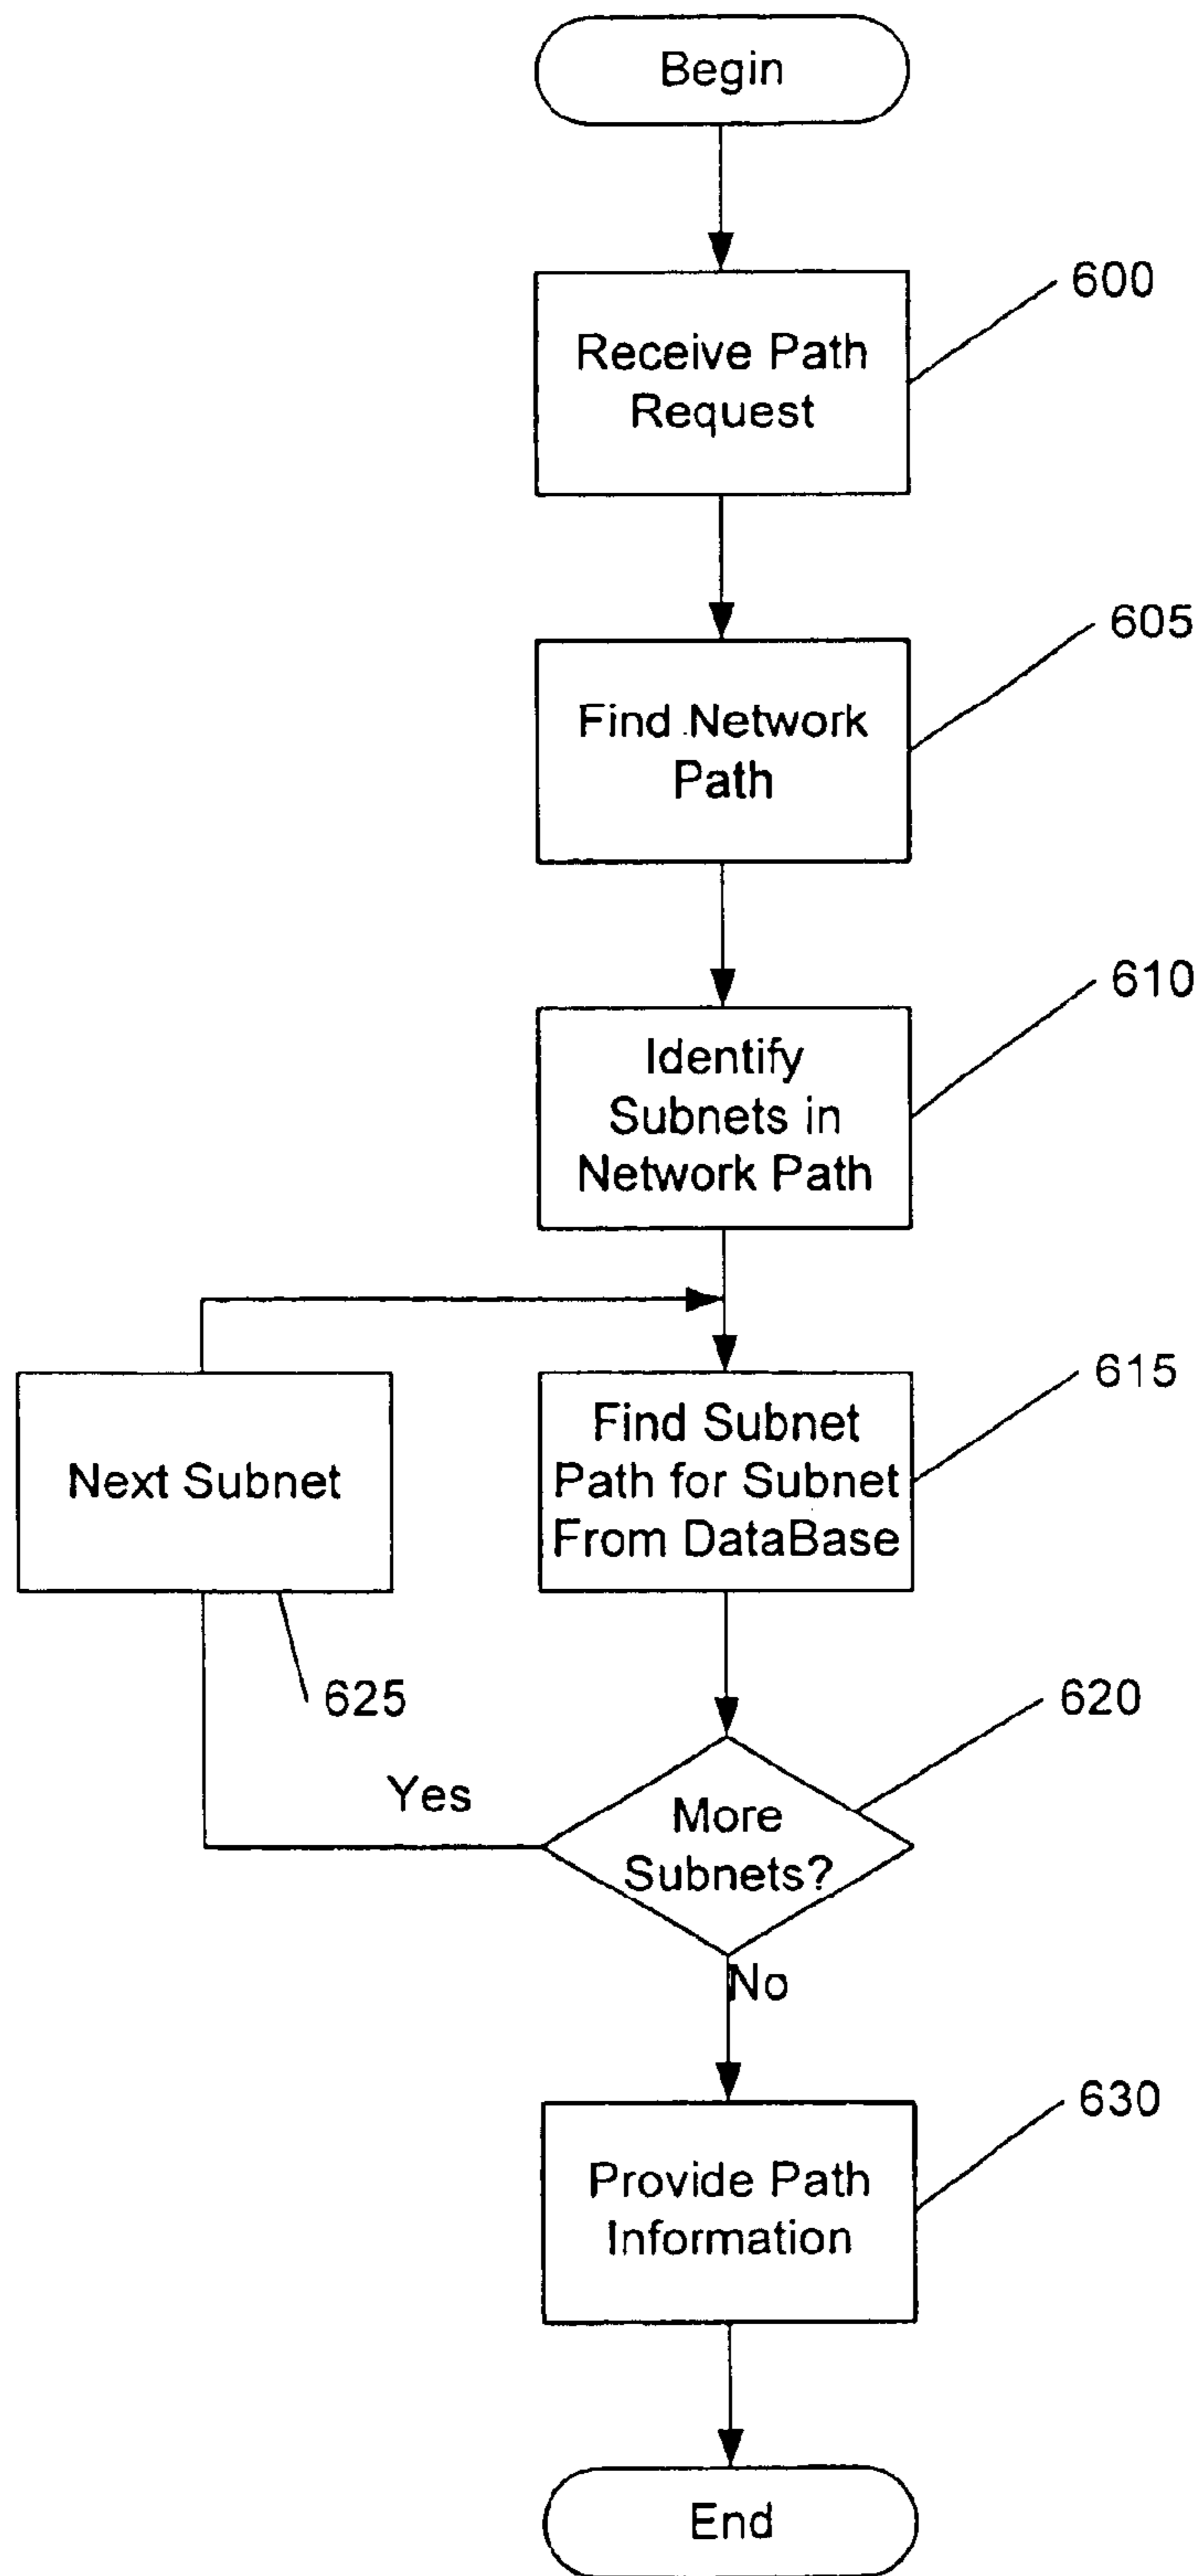 Begin
600
Receive Path
Request
605
Find Network
Path
610
Identify
Subnets in
Network Path
615
Find Subnet
Path for Subnet
From DataBase
Next Subnet
625
620
Yes
More
Subnets?
No
630
Provide Path
Information
End